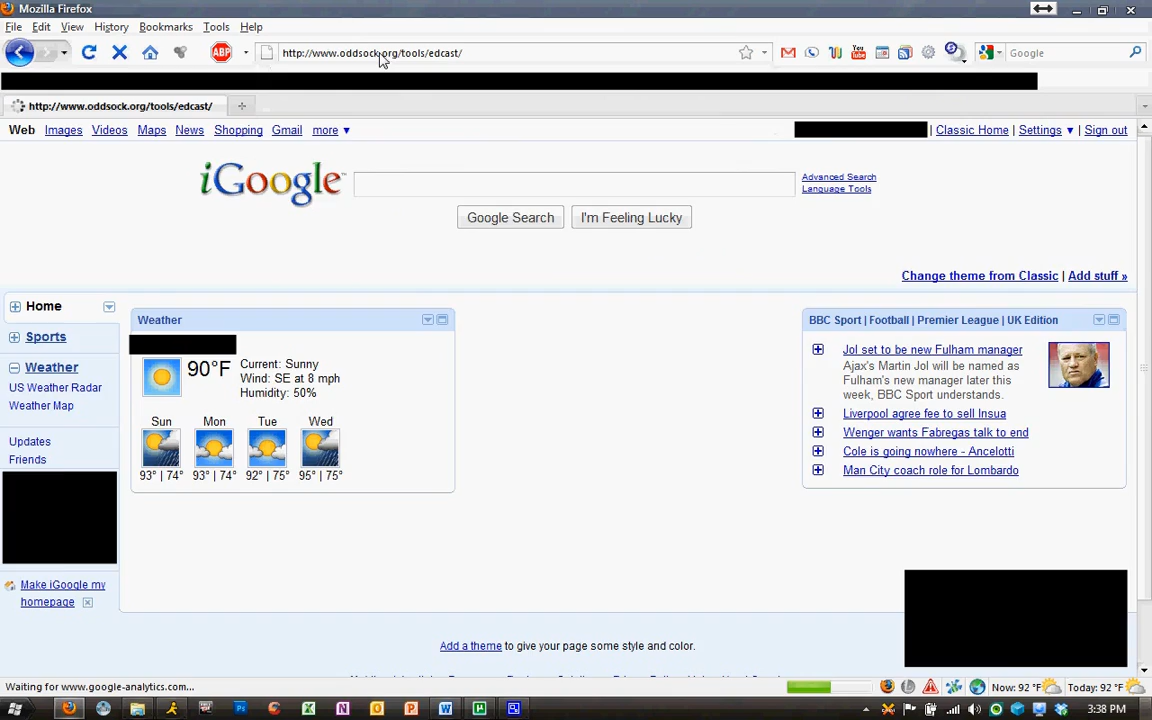 Mozilla Firefox
File Edit View History Bookmarks Tools Help
ABP http://www.oddsock.org/tools/edcast/ Google
http://www.oddsock.org/tools/edcast/
Web Images Videos Maps News Shopping Gmail more ▼ | Classic Home | Settings ▼ | Sign out
iGoogle
Advanced Search
Language Tools
Google Search I'm Feeling Lucky
Change theme from Classic | Add stuff »
Home
Sports
Weather
US Weather Radar
Weather Map
Updates
Friends
Make iGoogle my
homepage
Weather
90°F
Current: Sunny
Wind: SE at 8 mph
Humidity: 50%
Sun Mon Tue Wed
93° | 74° 93° | 74° 92° | 75° 95° | 75°
BBC Sport | Football | Premier League | UK Edition
Jol set to be new Fulham manager
Ajax's Martin Jol will be named as
Fulham's new manager later this
week, BBC Sport understands.
Liverpool agree fee to sell Insua
Wenger wants Fabregas talk to end
Cole is going nowhere - Ancelotti
Man City coach role for Lombardo
Add a theme to give your page some style and color.
Waiting for www.google-analytics.com... Now: 92 °F Today: 92 °F
3:38 PM